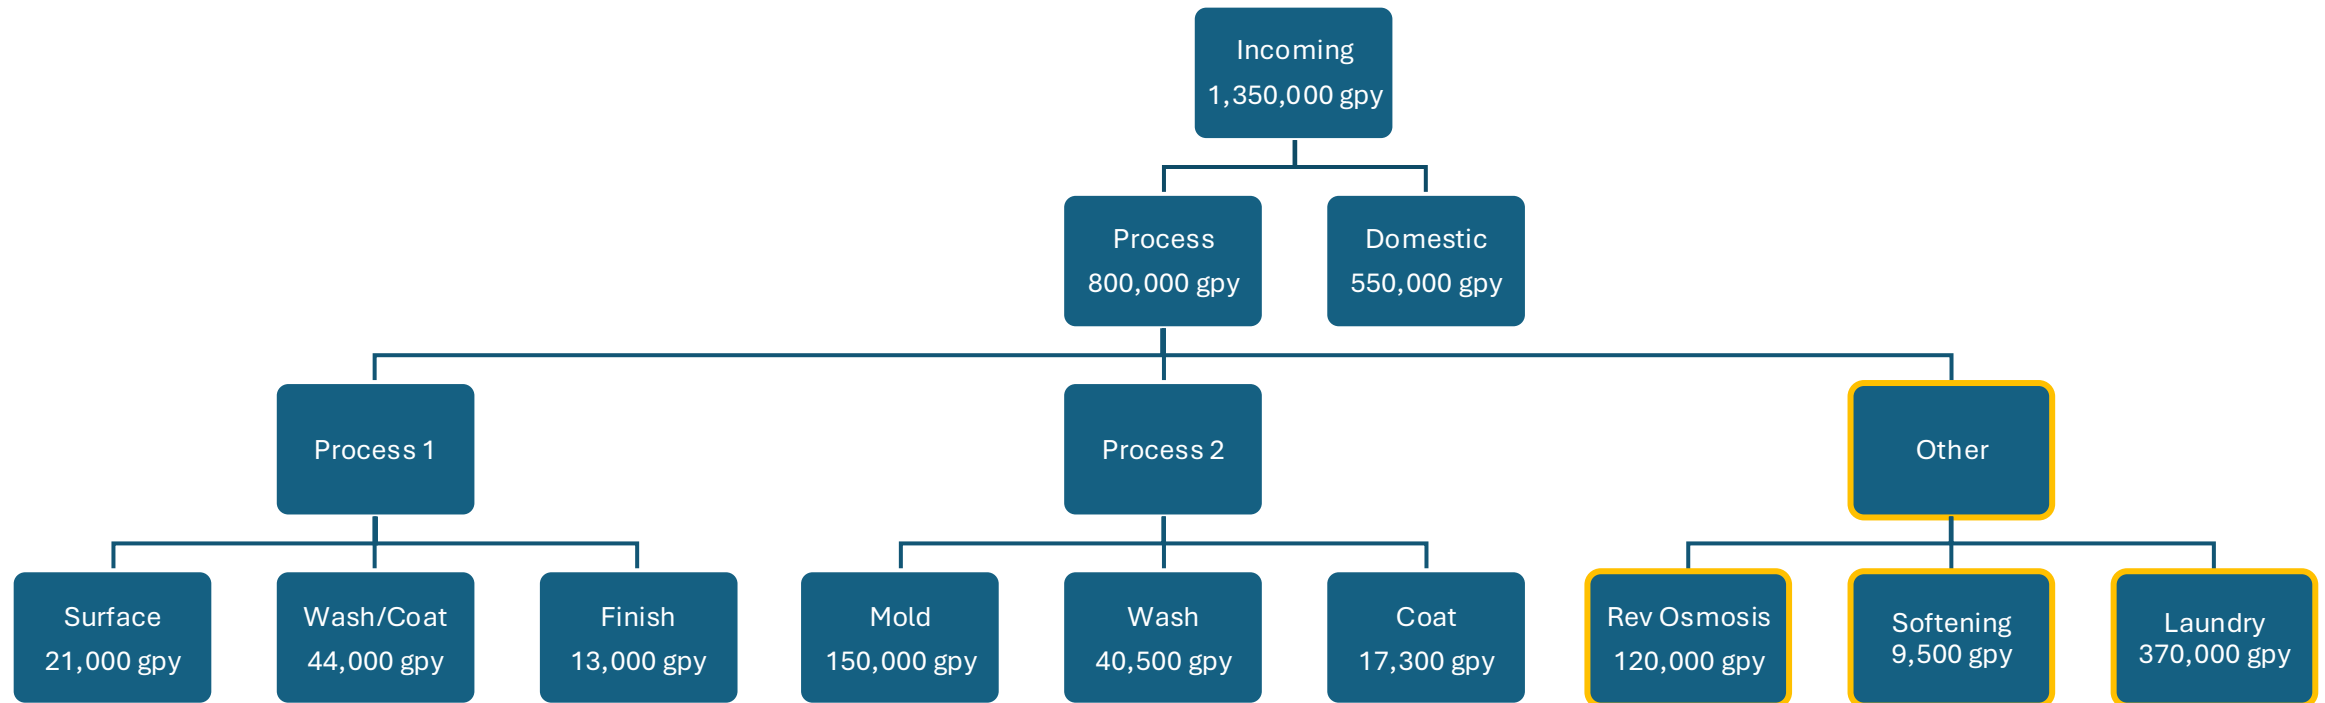 Incoming
1,350,000 gpy
Process
800,000 gpy
Domestic
550,000 gpy
Process 1
Process 2
Other
Surface
21,000 gpy
Wash/Coat
44,000 gpy
Finish
13,000 gpy
Mold
150,000 gpy
Wash
40,500 gpy
Coat
17,300 gpy
Rev Osmosis
120,000 gpy
Softening
9,500 gpy
Laundry
370,000 gpy